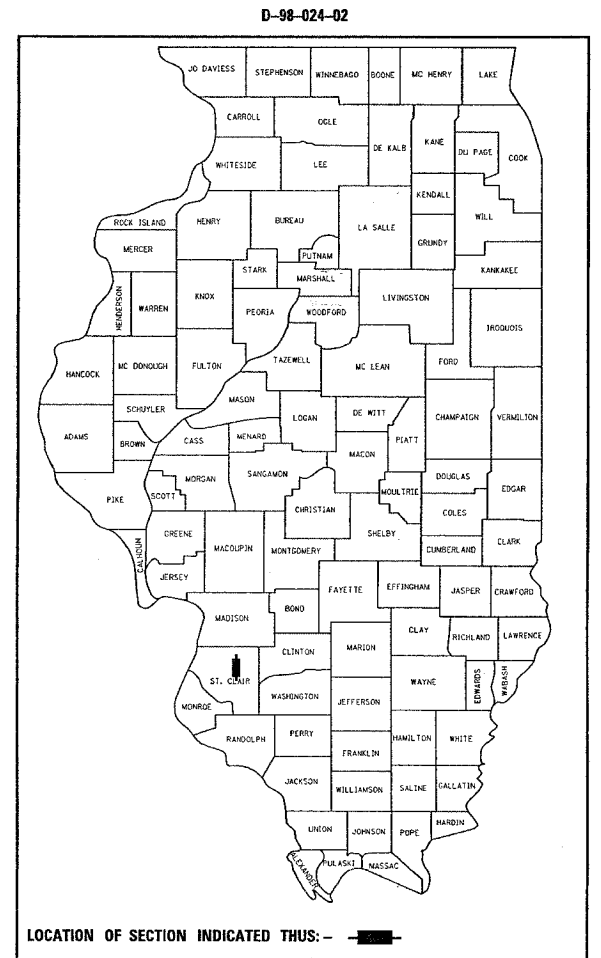 D-98-024-02
JO DAVIESS
STEPHENSON
WINNEBAGO
BOONE
MC HENRY
LAKE
CARROLL
OGLE
DE KALB
KANE
DU PAGE
COOK
WHITESIDE
LEE
KENDALL
WILL
ROCK ISLAND
HENRY
BUREAU
LA SALLE
GRUNDY
MERCER
PUTNAM
STARK
MARSHALL
KANKAKEE
HENDERSON
WARREN
KNOX
PEORIA
WOODFORD
LIVINGSTON
IROQUOIS
HANCOCK
MC DONOUGH
FULTON
TAZEWELL
MC LEAN
FORD
MASON
SCHUYLER
LOGAN
DE WITT
CHAMPAIGN
VERMILION
ADAMS
BROWN
CASS
MENARD
PIATT
MACON
PIKE
SCOTT
MORGAN
SANGAMON
DOUGLAS
EDGAR
MOULTRIE
CHRISTIAN
COLES
CALHOUN
GREENE
MACOUPIN
MONTGOMERY
SHELBY
CUMBERLAND
CLARK
JERSEY
FAYETTE
EFFINGHAM
JASPER
CRAWFORD
MADISON
BOND
CLAY
RICHLAND
LAWRENCE
CLINTON
MARION
ST. CLAIR
WAYNE
EDWARDS
WABASH
MONROE
WASHINGTON
JEFFERSON
RANDOLPH
PERRY
HAMILTON
WHITE
FRANKLIN
JACKSON
WILLIAMSON
SALINE
GALLATIN
UNION
JOHNSON
POPE
HARDIN
ALEXANDER
PULASKI
MASSAC
LOCATION OF SECTION INDICATED THUS: -